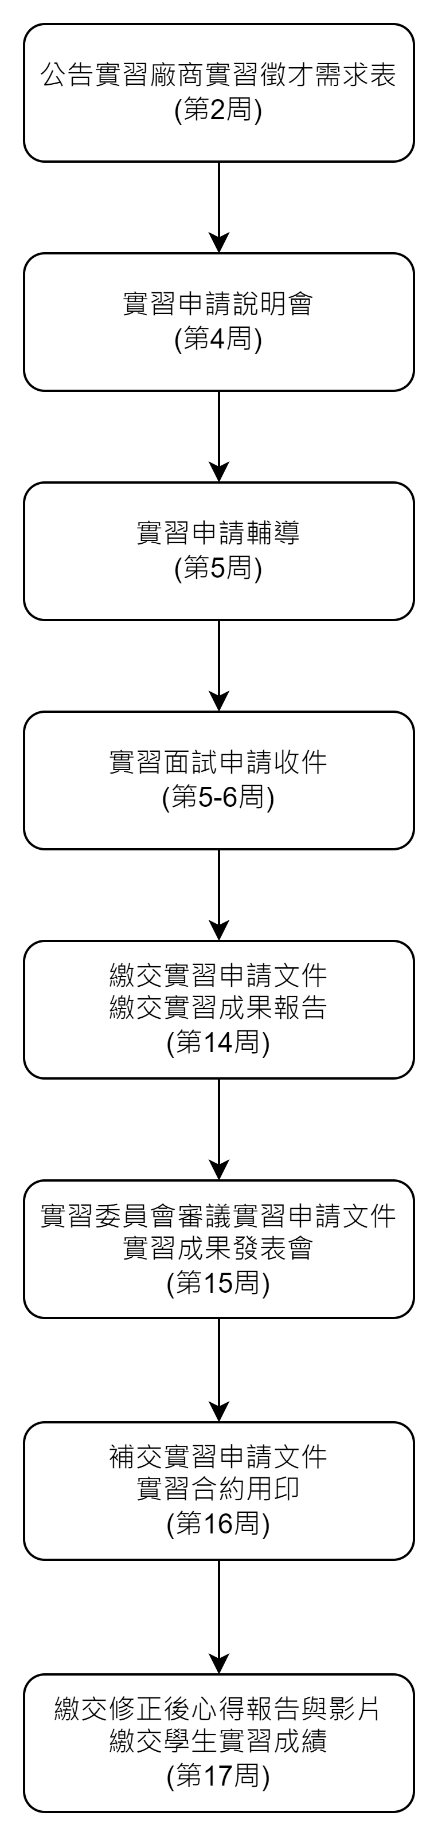 公告實習廠商實習徵才需求表
(第2周)
實習申請說明會
(第4周)
實習申請輔導
(第5周)
實習面試申請收件
(第5-6周)
繳交實習申請文件
繳交實習成果報告
(第14周)
實習委員會審議實習申請文件
實習成果發表會
(第15周)
補交實習申請文件
實習合約用印
(第16周)
繳交修正後心得報告與影片
繳交學生實習成績
(第17周)